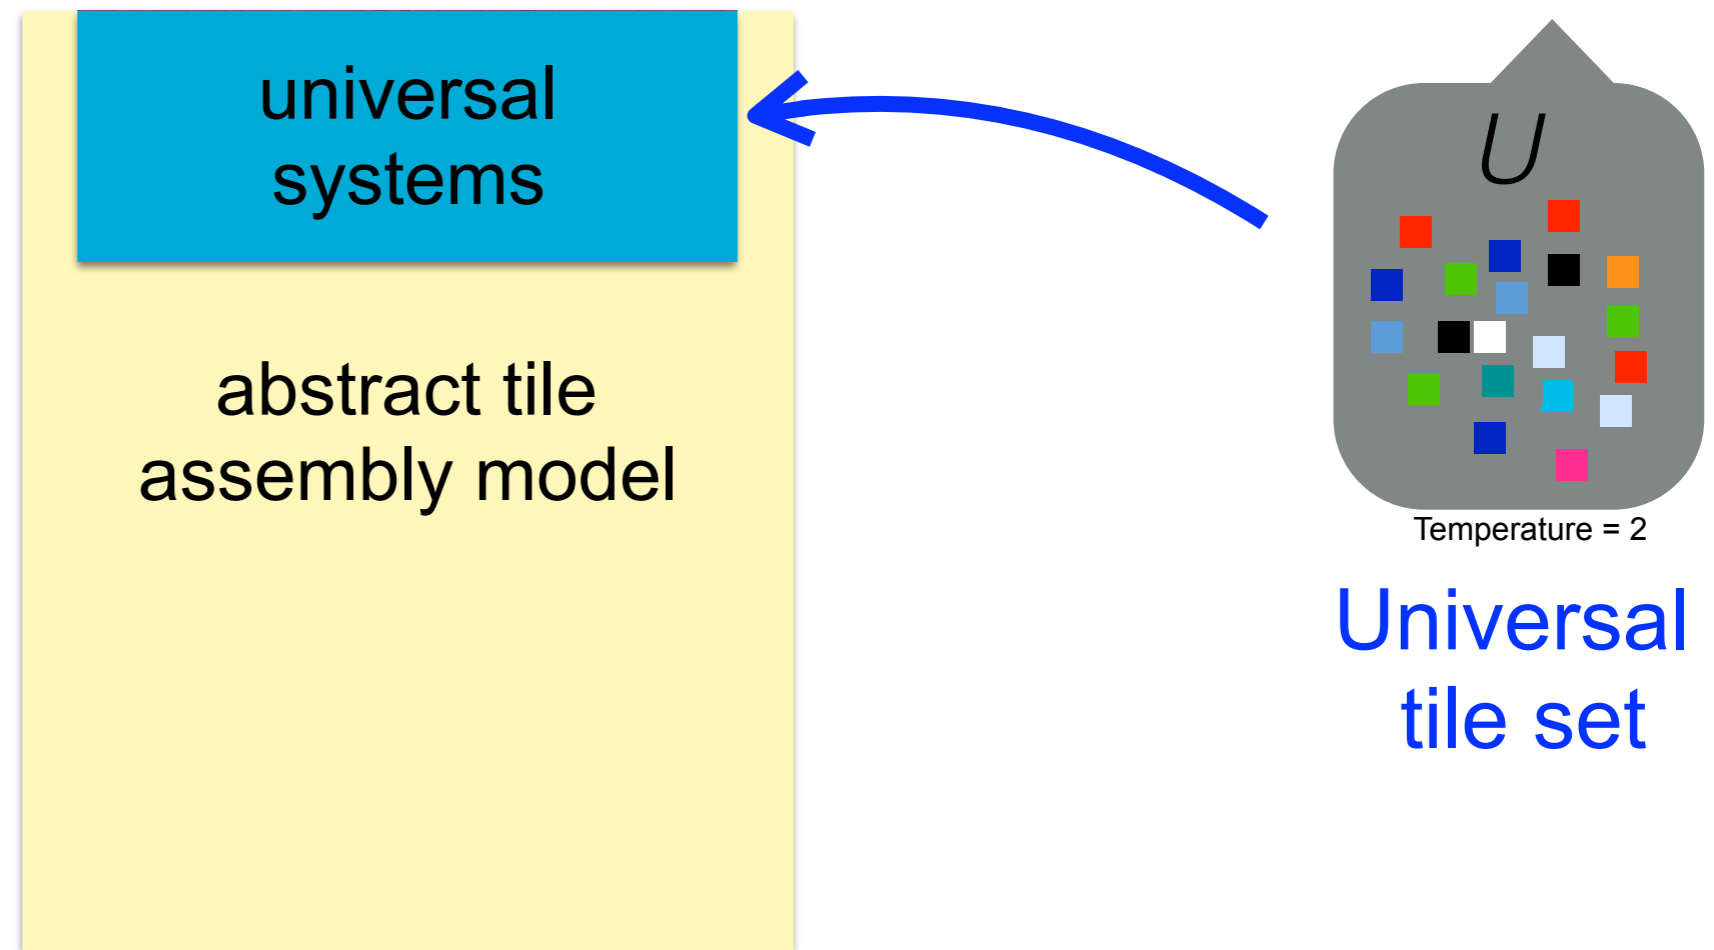 universal
systems
abstract tile
assembly model
U
Temperature = 2
Universal
tile set